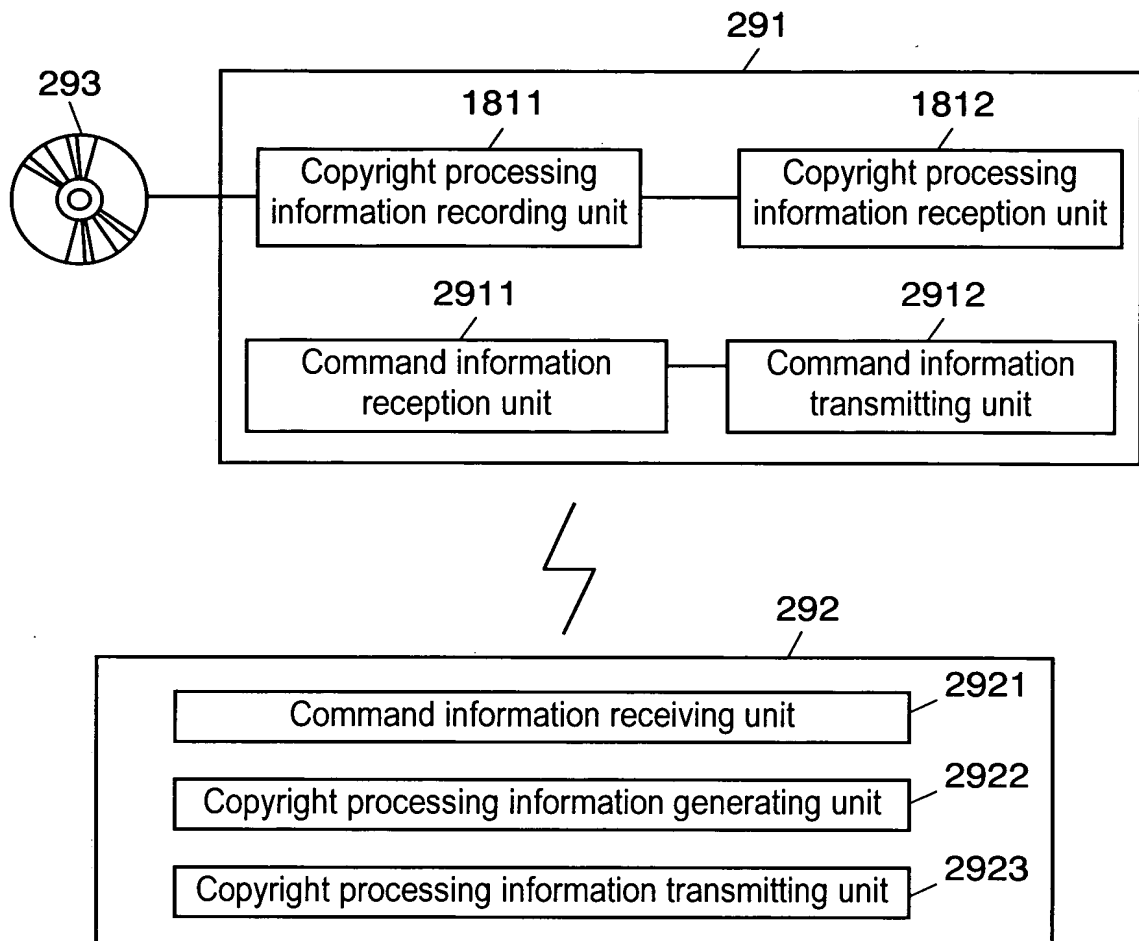 291
293
1811
1812
Copyright processing
information recording unit
Copyright processing
information reception unit
2911
2912
Command information
reception unit
Command information
transmitting unit
292
Command information receiving unit
2921
Copyright processing information generating unit
2922
Copyright processing information transmitting unit
2923